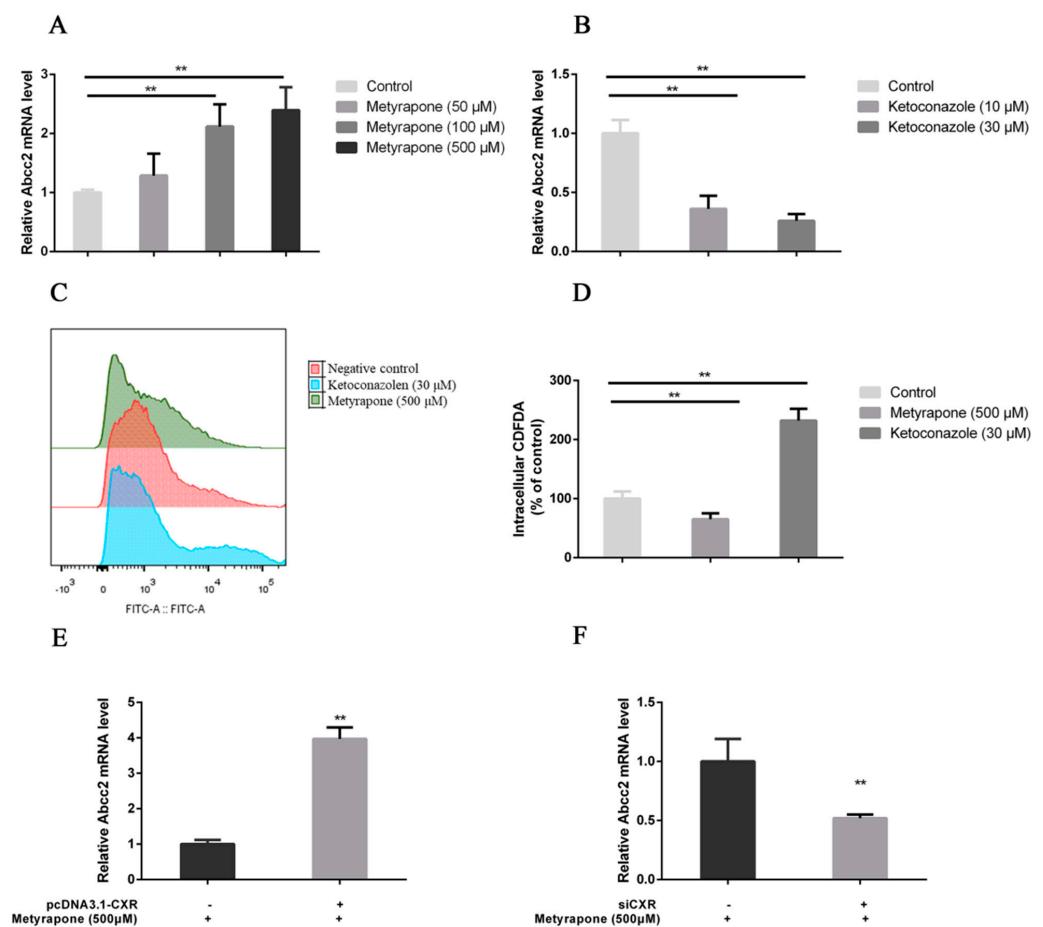 A
Relative Abcc2 mRNA level
3
2
1
0
**
**
Control
Metyrapone (50 μM)
Metyrapone (100 μM)
Metyrapone (500 μM)
B
Relative Abcc2 mRNA level
1.5
1.0
0.5
0.0
**
**
Control
Ketoconazole (10 μM)
Ketoconazole (30 μM)
C
Negative control
Ketoconazolen (30 μM)
Metyrapone (500 μM)
-10³ 0 10³ 10⁴ 10⁵
FITC-A :: FITC-A
D
Intracellular CDFDA
(% of control)
300
200
100
0
**
**
Control
Metyrapone (500 μM)
Ketoconazole (30 μM)
E
Relative Abcc2 mRNA level
5
4
3
2
1
0
**
pcDNA3.1-CXR - +
Metyrapone (500μM) + +
F
Relative Abcc2 mRNA level
1.5
1.0
0.5
0.0
**
siCXR - +
Metyrapone (500μM) + +